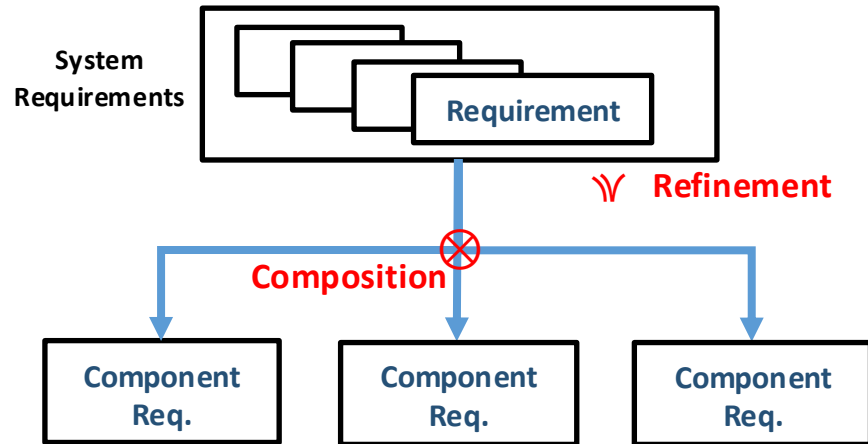 System
Requirements
Requirement
Refinement
Composition
Component
Req.
Component
Req.
Component
Req.